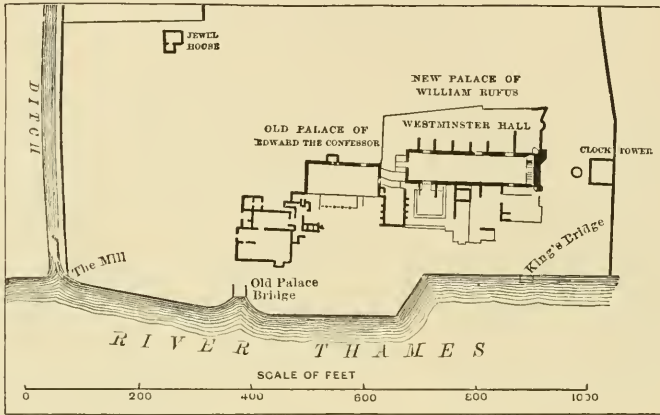 JEWEL
HOUSE
DITCH
NEW PALACE OF
WILLIAM RUFUS
OLD PALACE OF
EDWARD THE CONFESSOR
WESTMINSTER HALL
CLOCK TOWER
The Mill
Old Palace
Bridge
King's Bridge
RIVER THAMES
SCALE OF FEET
0 200 400 600 800 1000